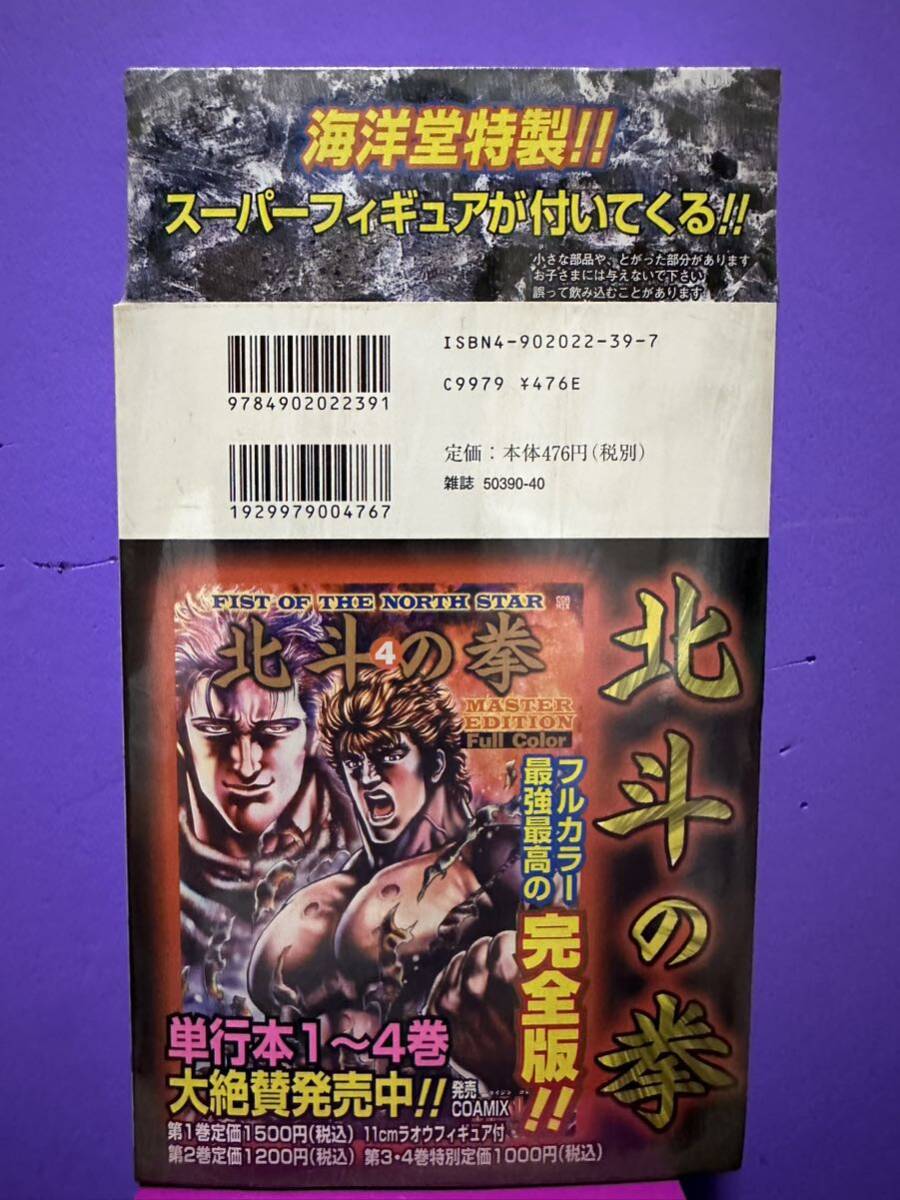 海洋堂特製!!
スーパーフィギュアが付いてくる!!
小さな部品や、とがった部分があります
お子さまには与えないで下さい
誤って飲み込むことがあります
ISBN4-902022-39-7
9784902022391
C9979 ¥476E
定価：本体476円(税別)
雑誌 50390-40
1929979004767
FIST OF THE NORTH STAR
北斗の拳
4
MASTER
EDITION
Full Color
フルカラー
最強最高の
完全版!!
北斗の拳
単行本1～4巻
大絶賛発売中!!
発売
COAMIX
第1巻定価1500円(税込) 11cmラオウフィギュア付
第2巻定価1200円(税込) 第3・4巻特別定価1000円(税込)